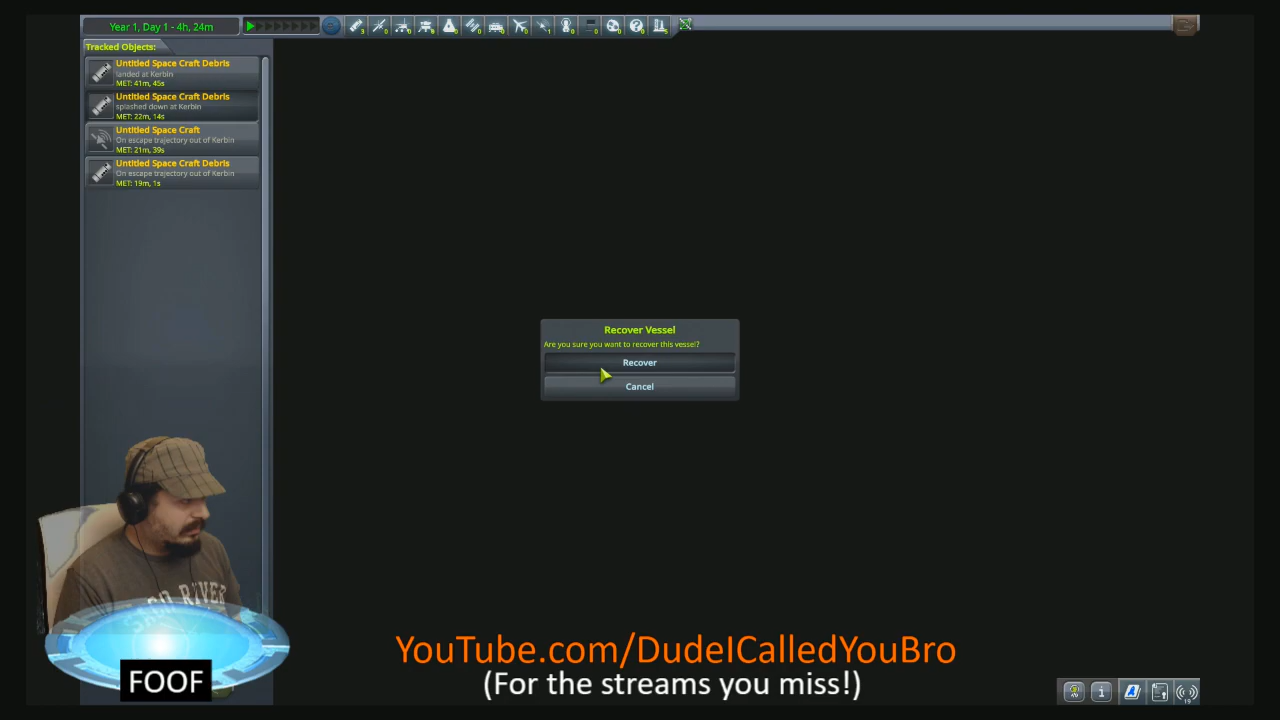 Year 1, Day 1 - 4h, 24m
Tracked Objects:
Untitled Space Craft Debris
landed at Kerbin
MET: 41m, 45s
Untitled Space Craft Debris
splashed down at Kerbin
MET: 22m, 14s
Untitled Space Craft
On escape trajectory out of Kerbin
MET: 21m, 39s
Untitled Space Craft Debris
On escape trajectory out of Kerbin
MET: 19m, 1s
Recover Vessel
Are you sure you want to recover this vessel?
Recover
Cancel
RIVER
FOOF
YouTube.com/DudeICalledYouBro
(For the streams you miss!)
19